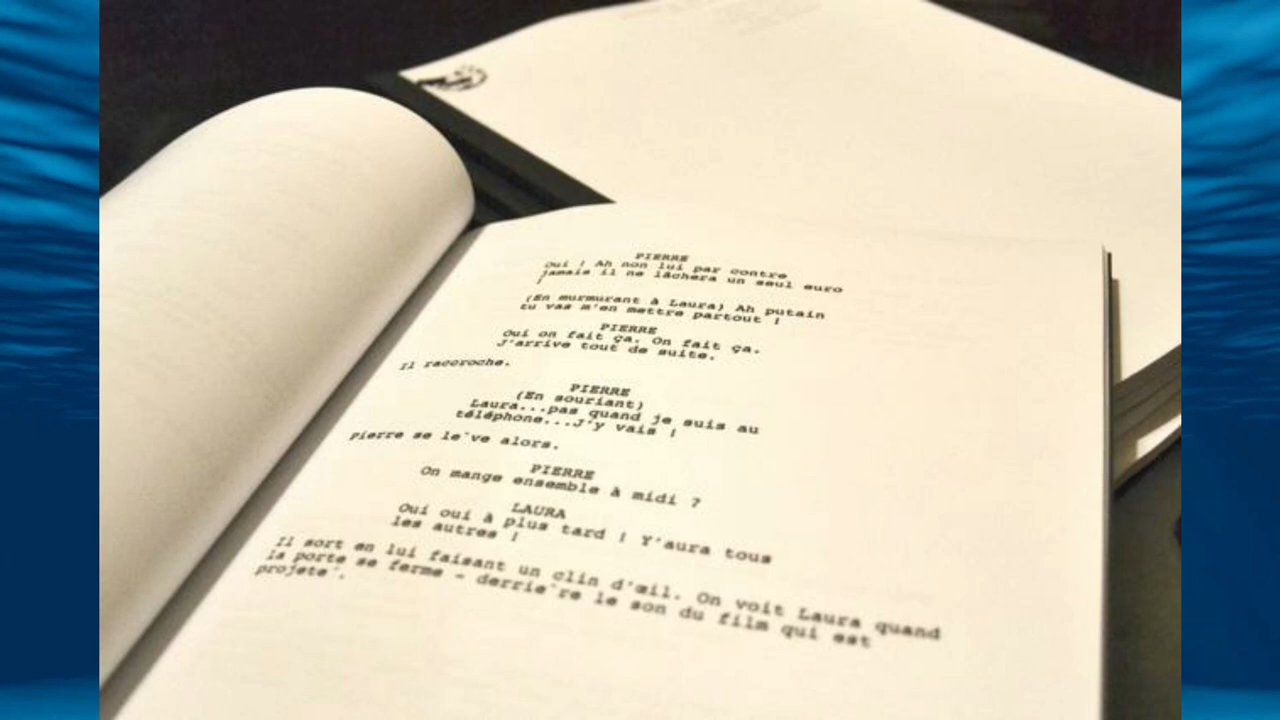 PIERRE
Oui ! Ah non lui par contre
jamais il ne lâchera un seul euro
!
(En murmurant à Laura) Ah putain
tu vas m'en mettre partout !
PIERRE
Oui on fait ça. On fait ça.
J'arrive tout de suite.
Il raccroche.
PIERRE
(En souriant)
Laura...pas quand je suis au
téléphone...J'y vais !
Pierre se le`ve alors.
PIERRE
On mange ensemble à midi ?
LAURA
Oui oui à plus tard ! Y'aura tous
les autres !
Il sort en lui faisant un clin d'œil. On voit Laura quand
la porte se ferme - derrie`re le son du film qui est
projete´.